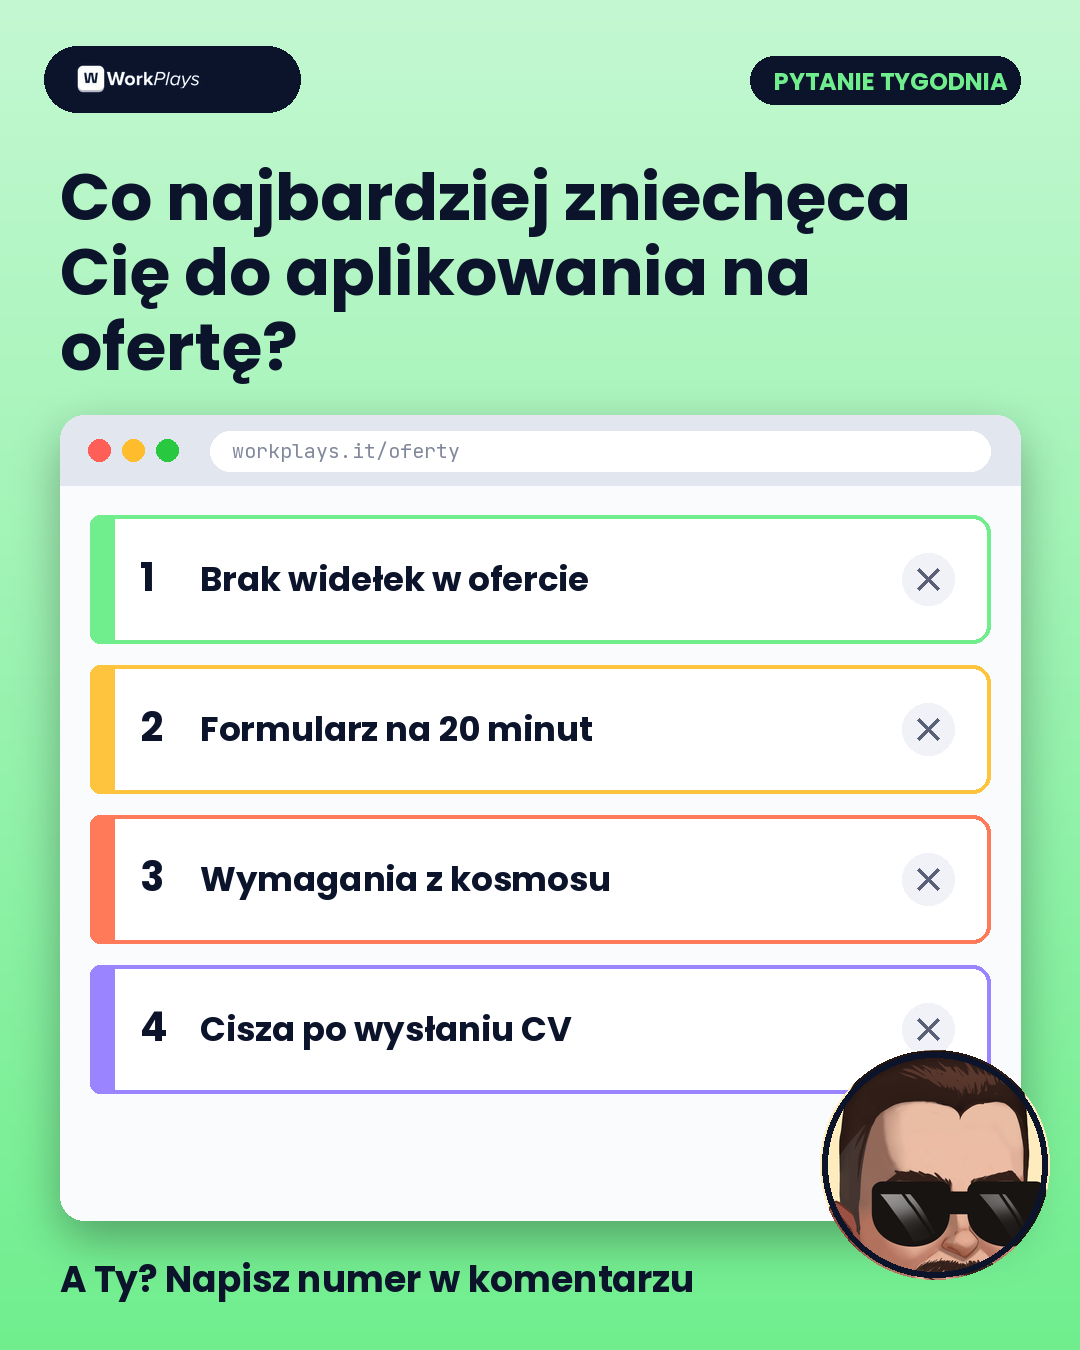 W WorkPlays
PYTANIE TYGODNIA
Co najbardziej zniechęca
Cię do aplikowania na
ofertę?
workplays.it/oferty
1 Brak widełek w ofercie
2 Formularz na 20 minut
3 Wymagania z kosmosu
4 Cisza po wysłaniu CV
A Ty? Napisz numer w komentarzu